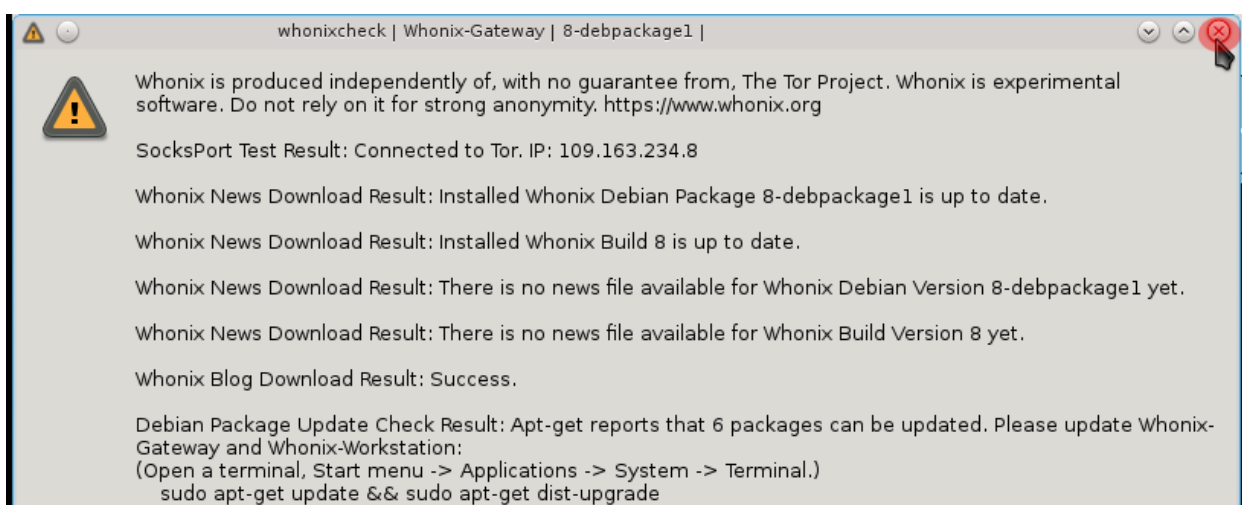 whonixcheck | Whonix-Gateway | 8-debpackage1 |
Whonix is produced independently of, with no guarantee from, The Tor Project. Whonix is experimental
software. Do not rely on it for strong anonymity. https://www.whonix.org
SocksPort Test Result: Connected to Tor. IP: 109.163.234.8
Whonix News Download Result: Installed Whonix Debian Package 8-debpackage1 is up to date.
Whonix News Download Result: Installed Whonix Build 8 is up to date.
Whonix News Download Result: There is no news file available for Whonix Debian Version 8-debpackage1 yet.
Whonix News Download Result: There is no news file available for Whonix Build Version 8 yet.
Whonix Blog Download Result: Success.
Debian Package Update Check Result: Apt-get reports that 6 packages can be updated. Please update Whonix-
Gateway and Whonix-Workstation:
(Open a terminal, Start menu -> Applications -> System -> Terminal.)
sudo apt-get update && sudo apt-get dist-upgrade